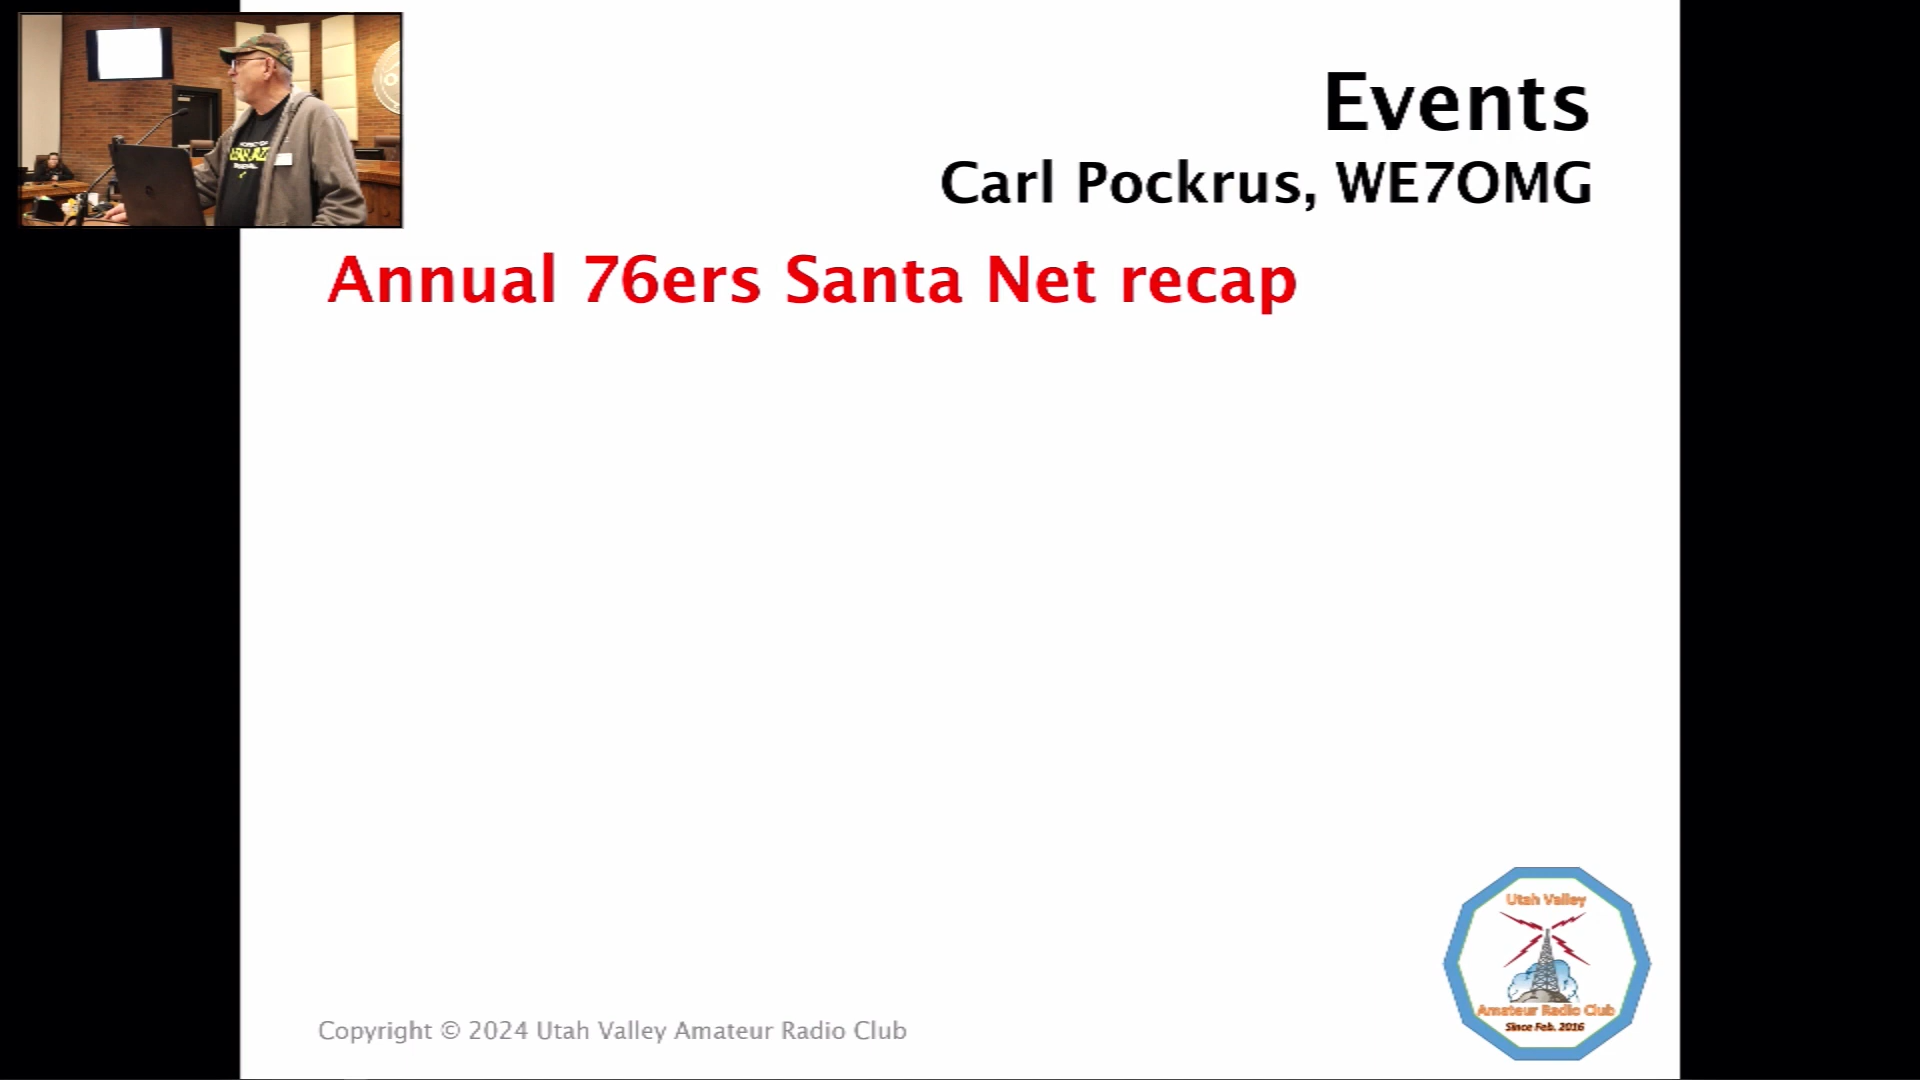 Events
Carl Pockrus, WE7OMG
Annual 76ers Santa Net recap
Utah Valley
Amateur Radio Club
Since Feb. 2016
Copyright © 2024 Utah Valley Amateur Radio Club